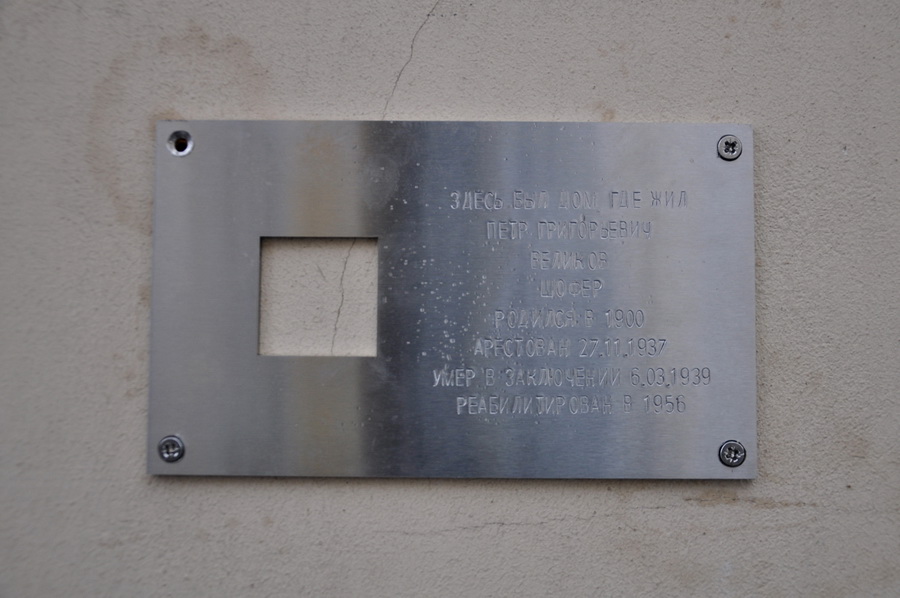 ЗДЕСЬ БЫЛ ДОМ, ГДЕ ЖИЛ
ПЕТР ГРИГОРЬЕВИЧ
ВЕЛИКОВ
ШОФЕР
РОДИЛСЯ В 1900
АРЕСТОВАН 27.11.1937
УМЕР В ЗАКЛЮЧЕНИИ 6.03.1939
РЕАБИЛИТИРОВАН В 1956